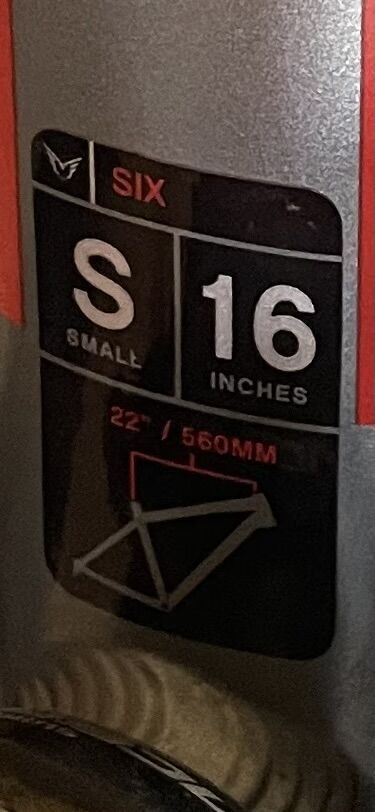 SIX
S
SMALL
16
INCHES
22" / 560MM